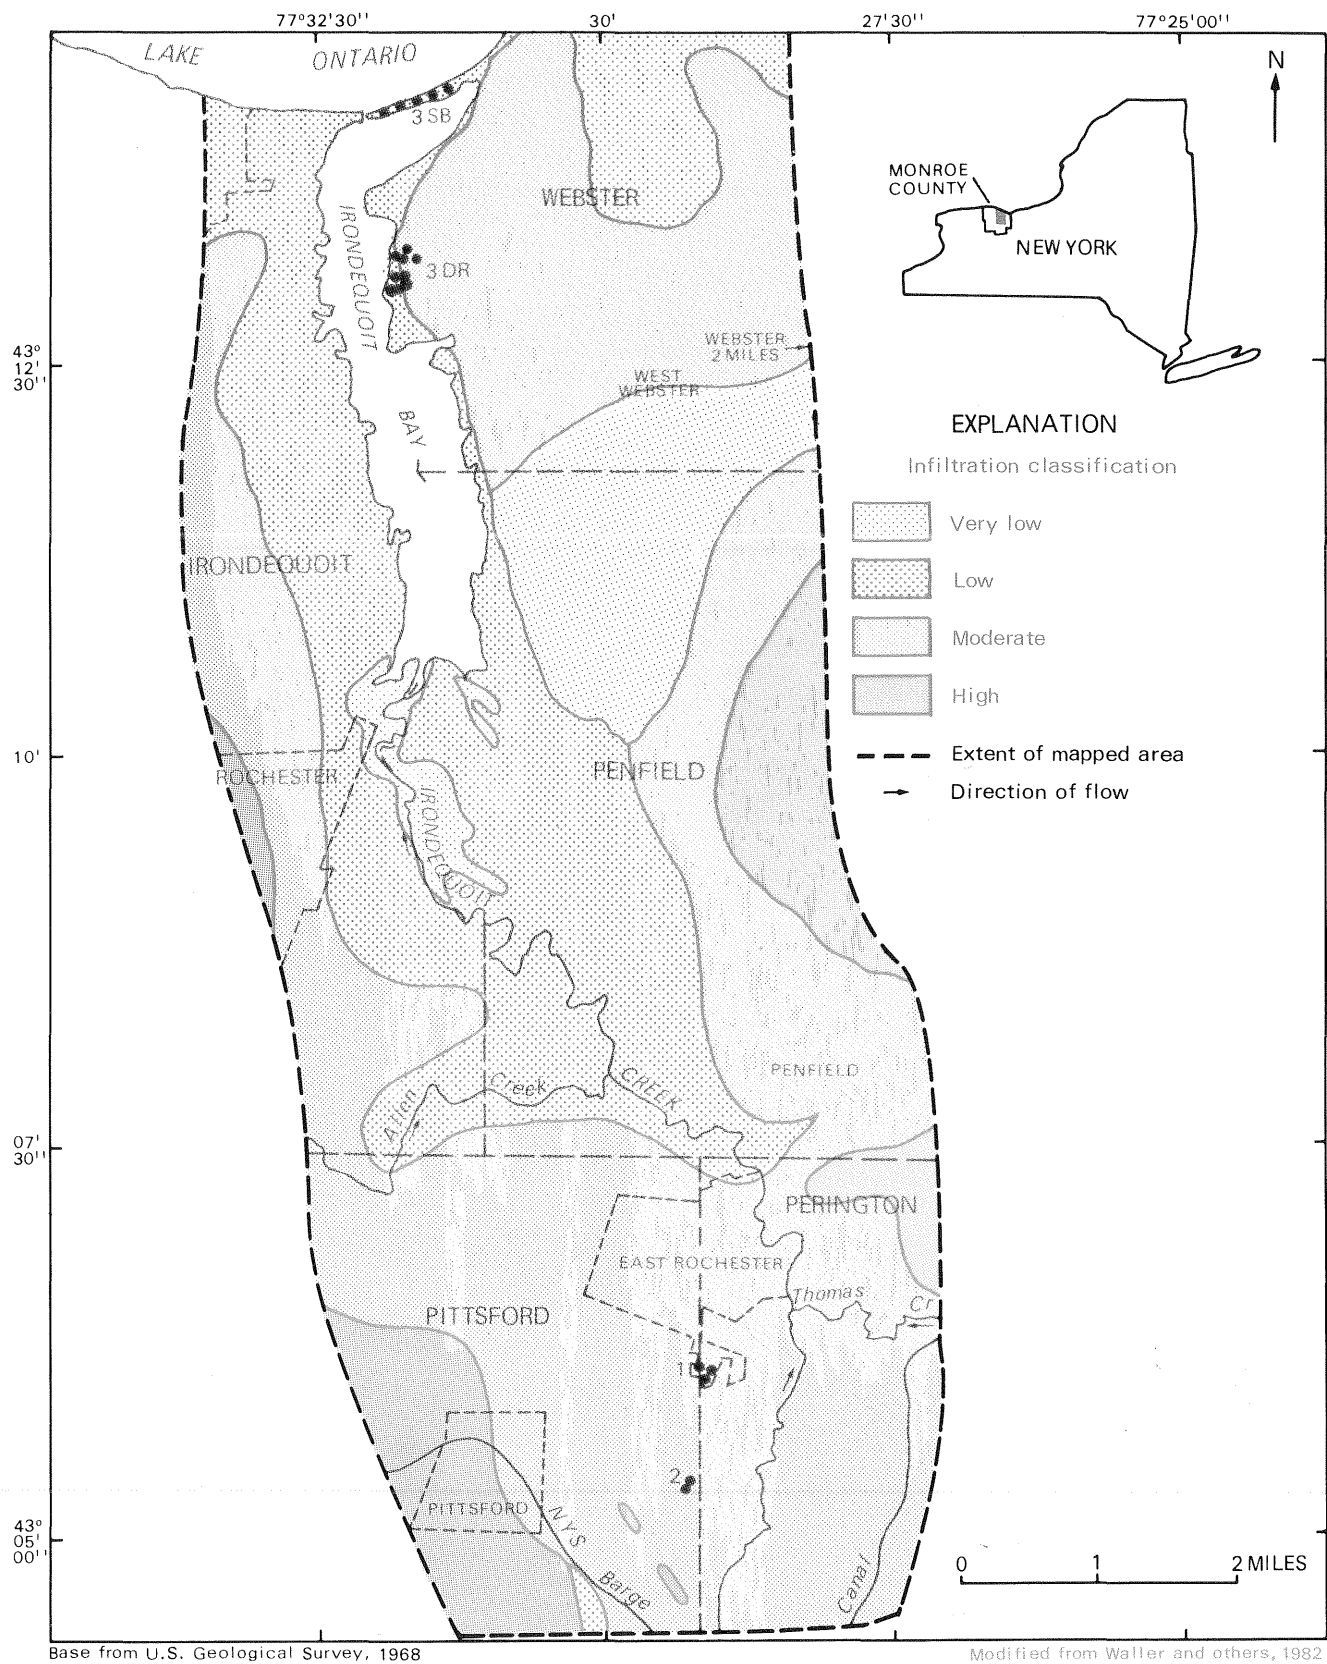 77°32'30''
30'
27'30''
77°25'00''
LAKE ONTARIO
N
3 SB
MONROE
COUNTY
WEBSTER
NEW YORK
IRONDEQUOIT
3 DR
WEBSTER
2 MILES
43°
12'
30''
WEST
WEBSTER
BAY
EXPLANATION
Infiltration classification
Very low
Low
Moderate
High
Extent of mapped area
Direction of flow
IRONDEQUOIT
10'
ROCHESTER
PENFIELD
IRONDEQUOIT
CREEK
PENFIELD
Allen Creek
07'
30''
PERINGTON
EAST ROCHESTER
Thomas Cr
PITTSFORD
1
2
PITTSFORD
NYS Barge Canal
43°
05'
00''
0 1 2 MILES
Base from U.S. Geological Survey, 1968
Modified from Waller and others, 1982